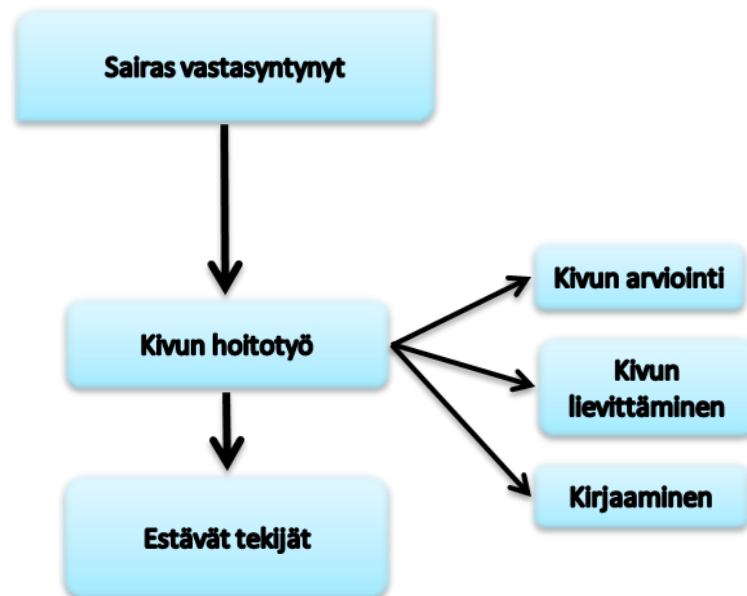 Sairas vastasyntynyt
Kivun hoitotyö
Kivun arviointi
Kivun
lievittäminen
Kirjaaminen
Estävät tekijät